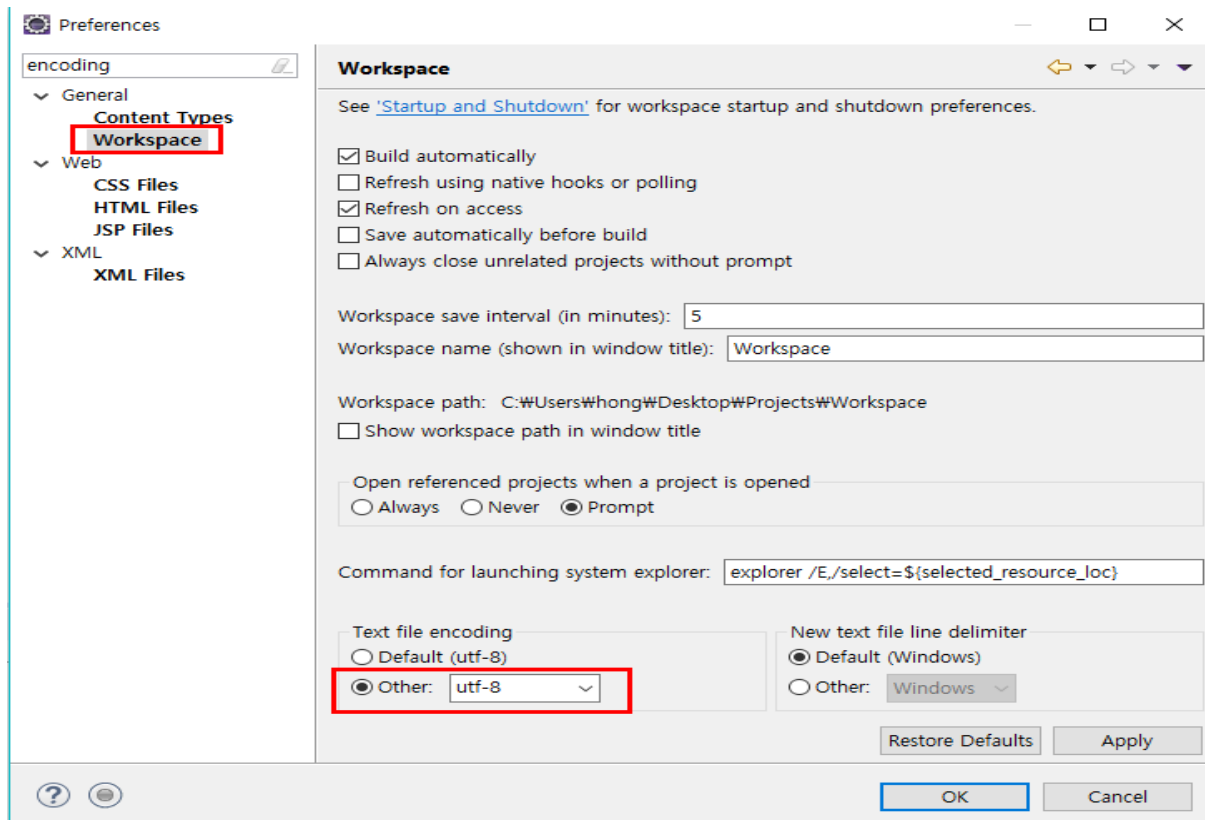 Preferences
encoding
General
Content Types
Workspace
Web
CSS Files
HTML Files
JSP Files
XML
XML Files
Workspace
See 'Startup and Shutdown' for workspace startup and shutdown preferences.
Build automatically
Refresh using native hooks or polling
Refresh on access
Save automatically before build
Always close unrelated projects without prompt
Workspace save interval (in minutes): 5
Workspace name (shown in window title): Workspace
Workspace path: C:₩Users₩hong₩Desktop₩Projects₩Workspace
Show workspace path in window title
Open referenced projects when a project is opened
Always Never Prompt
Command for launching system explorer: explorer /E,/select=${selected_resource_loc}
Text file encoding
Default (utf-8)
Other: utf-8
New text file line delimiter
Default (Windows)
Other: Windows
Restore Defaults Apply
? OK Cancel